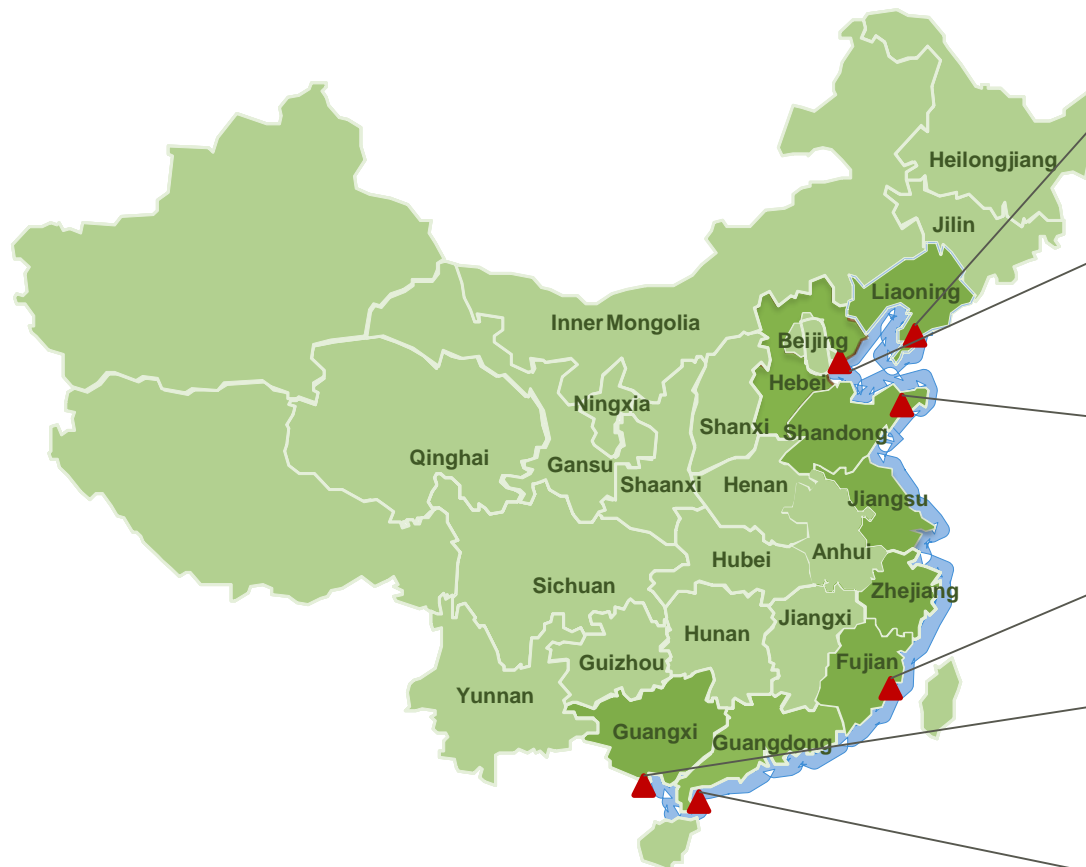 Heilongjiang
Jilin
Liaoning
Inner Mongolia
Beijing
Hebei
Ningxia
Shanxi
Shandong
Qinghai
Gansu
Shaanxi
Henan
Jiangsu
Anhui
Hubei
Sichuan
Zhejiang
Jiangxi
Hunan
Guizhou
Fujian
Yunnan
Guangxi
Guangdong